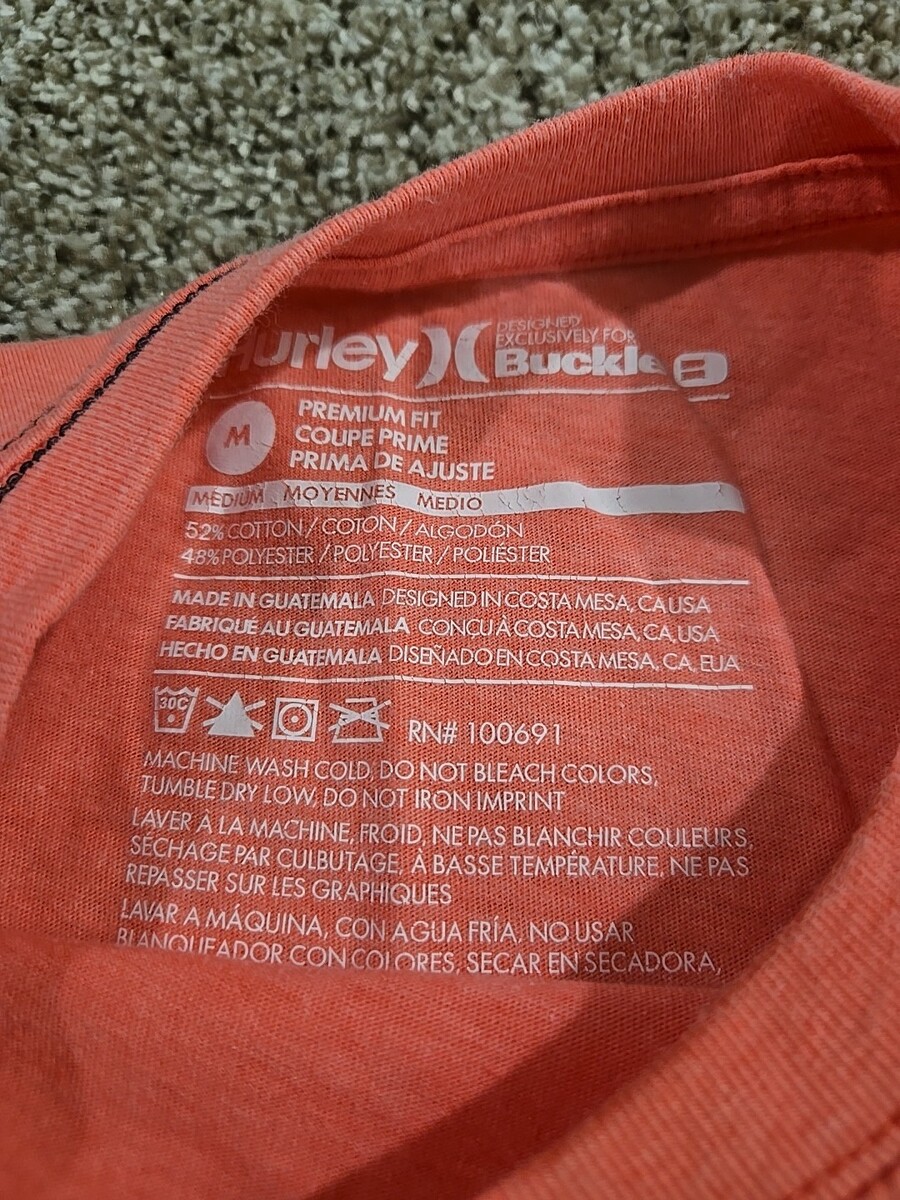 Hurley
DESIGNED
EXCLUSIVELY FOR
Buckle B
M
PREMIUM FIT
COUPE PRIME
PRIMA DE AJUSTE
MEDIUM MOYENNES MEDIO
52% COTTON / COTON / ALGODÓN
48% POLYESTER / POLYESTER / POLIÉSTER
MADE IN GUATEMALA DESIGNED IN COSTA MESA, CA USA
FABRIQUÉ AU GUATEMALA CONÇU À COSTA MESA, CA, USA
HECHO EN GUATEMALA DISEÑADO EN COSTA MESA, CA, EUA
30C RN# 100691
MACHINE WASH COLD, DO NOT BLEACH COLORS,
TUMBLE DRY LOW, DO NOT IRON IMPRINT
LAVER À LA MACHINE, FROID, NE PAS BLANCHIR COULEURS,
SÉCHAGE PAR CULBUTAGE, À BASSE TEMPÉRATURE, NE PAS
REPASSER SUR LES GRAPHIQUES
LAVAR A MÁQUINA, CON AGUA FRÍA, NO USAR
BLANQUEADOR CON COLORES, SECAR EN SECADORA,